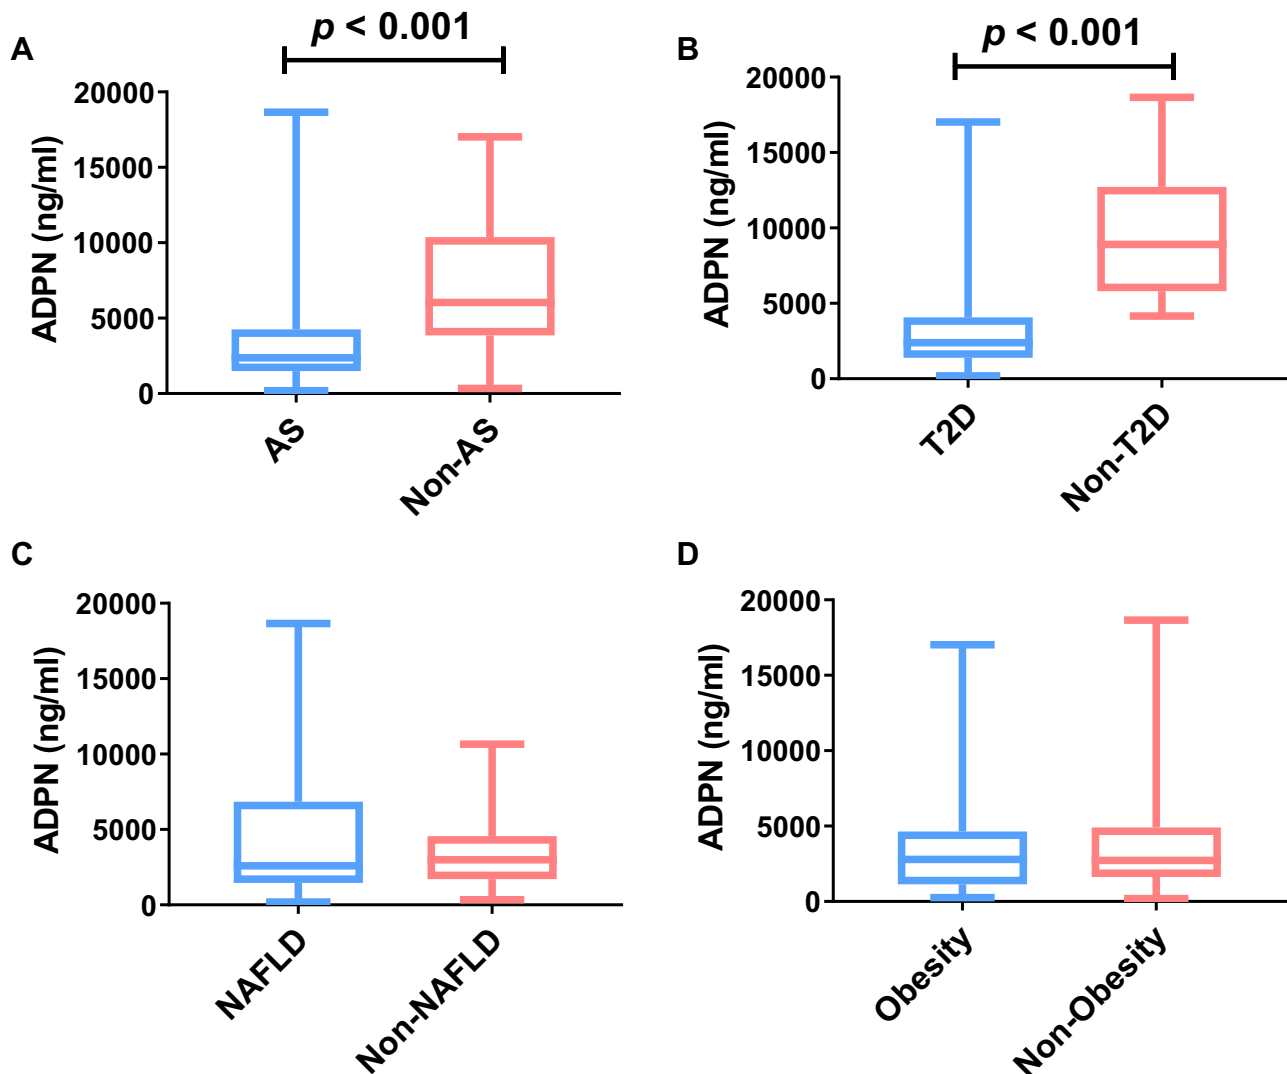 A
p < 0.001
ADPN (ng/ml)
20000
15000
10000
5000
0
AS
Non-AS
B
p < 0.001
ADPN (ng/ml)
20000
15000
10000
5000
0
T2D
Non-T2D
C
ADPN (ng/ml)
20000
15000
10000
5000
0
NAFLD
Non-NAFLD
D
ADPN (ng/ml)
20000
15000
10000
5000
0
Obesity
Non-Obesity